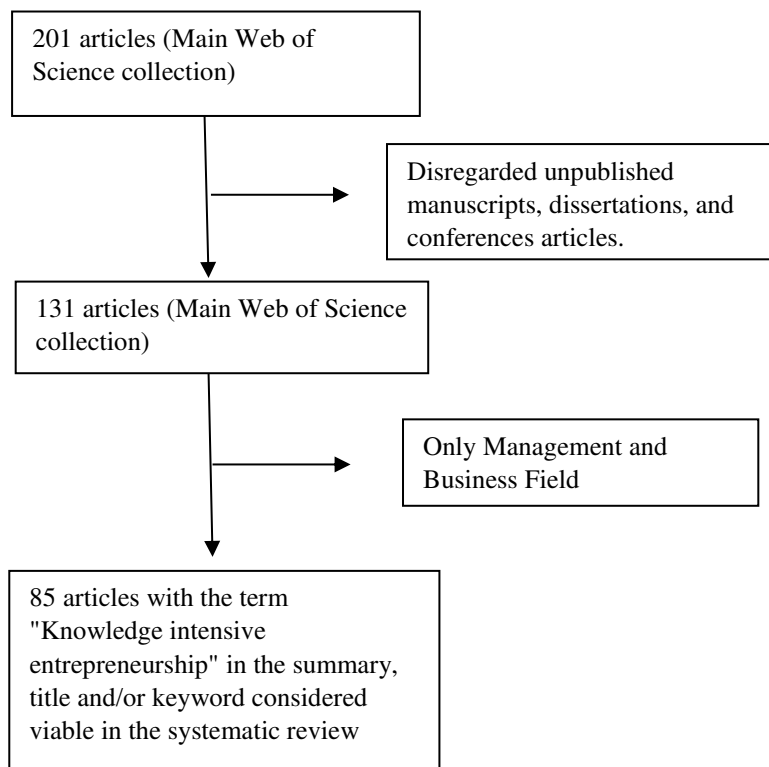 201 articles (Main Web of
Science collection)
Disregarded unpublished
manuscripts, dissertations, and
conferences articles.
131 articles (Main Web of Science
collection)
Only Management and
Business Field
85 articles with the term
"Knowledge intensive
entrepreneurship" in the summary,
title and/or keyword considered
viable in the systematic review